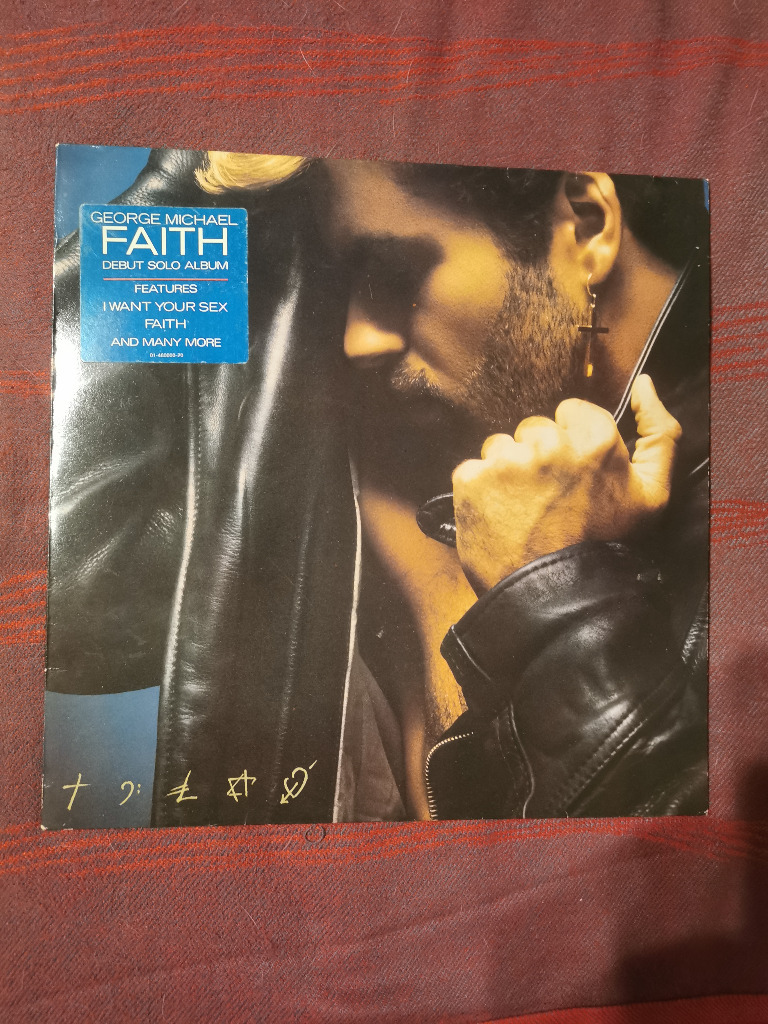 GEORGE MICHAEL
FAITH
DEBUT SOLO ALBUM
FEATURES
I WANT YOUR SEX
FAITH
AND MANY MORE